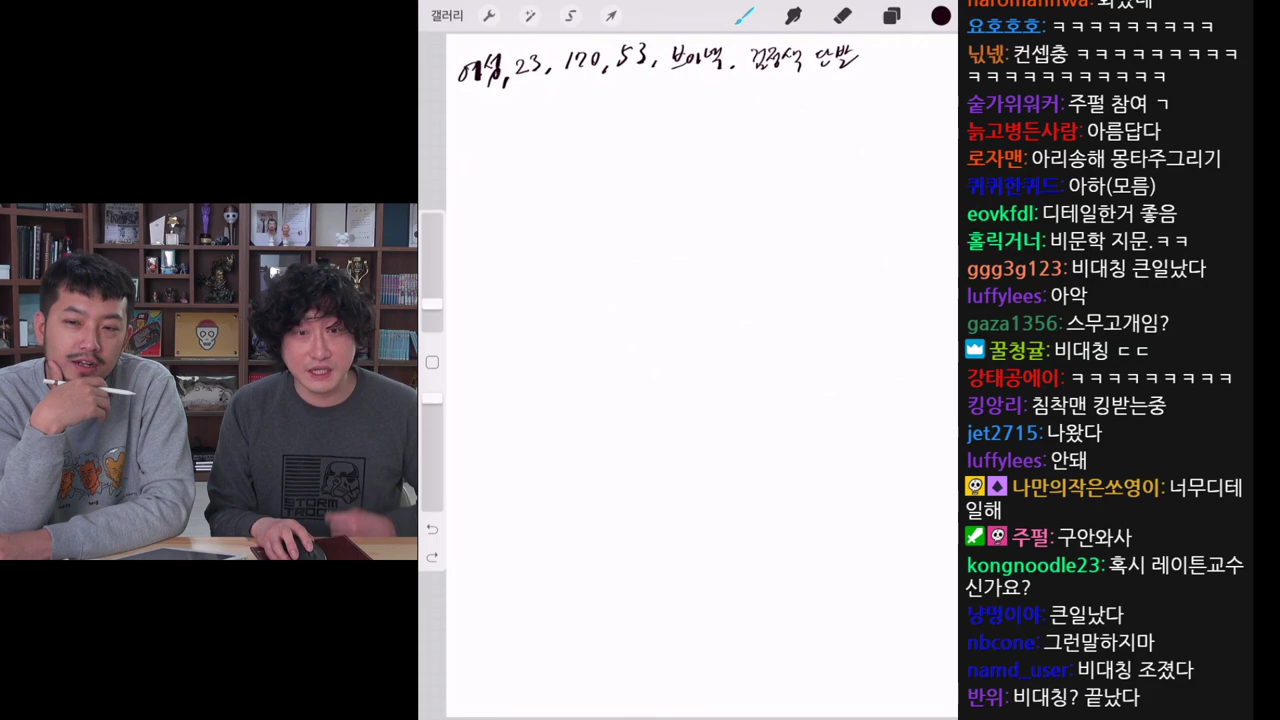 갤러리
여성, 23, 170, 53, 브이넥. 검정색 단발
STORM
TROO
요호호호: ㅋㅋㅋㅋㅋㅋㅋㅋㅋ
닋넶: 컨셉충 ㅋㅋㅋㅋㅋㅋㅋㅋㅋ
ㅋㅋㅋㅋㅋㅋㅋㅋㅋㅋㅋ
숱가위워커: 주펄 참여 ㄱ
늙고병든사람: 아름답다
로자맨: 아리송해 몽타주그리기
퀴퀴한퀴드: 아하(모름)
eovkfdl: 디테일한거 좋음
홀릭거너: 비문학 지문.ㅋㅋ
ggg3g123: 비대칭 큰일났다
luffylees: 아악
gaza1356: 스무고개임?
꿀청귤: 비대칭 ㄷㄷ
강태공에이: ㅋㅋㅋㅋㅋㅋㅋㅋㅋ
킹앙리: 침착맨 킹받는중
jet2715: 나왔다
luffylees: 안돼
나만의작은쏘영이: 너무디테
일해
주펄: 구안와사
kongnoodle23: 혹시 레이튼교수
신가요?
냥멍이야: 큰일났다
nbcone: 그런말하지마
namd_user: 비대칭 조졌다
반위: 비대칭? 끝났다